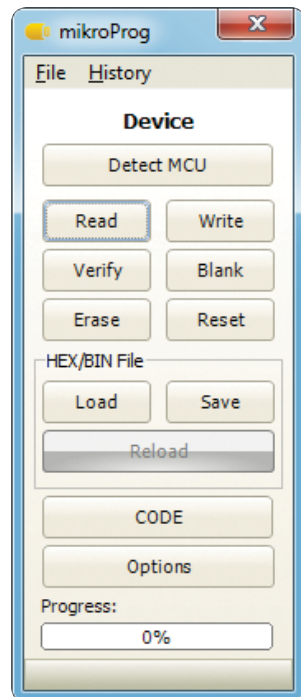 mikroProg
File History
Device
Detect MCU
Read Write
Verify Blank
Erase Reset
HEX/BIN File
Load Save
Reload
CODE
Options
Progress:
0%